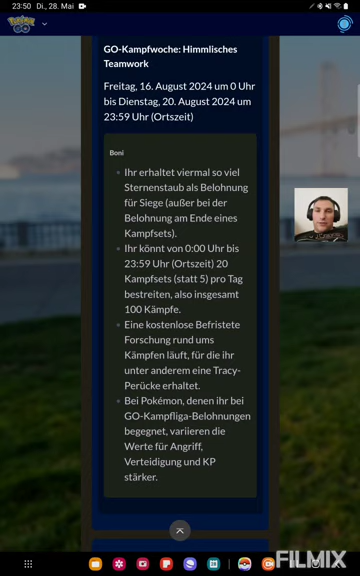 23:50 Di., 28. Mai
Pokémon
GO
GO-Kampfwoche: Himmlisches
Teamwork
Freitag, 16. August 2024 um 0 Uhr
bis Dienstag, 20. August 2024 um
23:59 Uhr (Ortszeit)
Boni
Ihr erhaltet viermal so viel
Sternenstaub als Belohnung
für Siege (außer bei der
Belohnung am Ende eines
Kampfsets).
Ihr könnt von 0:00 Uhr bis
23:59 Uhr (Ortszeit) 20
Kampfsets (statt 5) pro Tag
bestreiten, also insgesamt
100 Kämpfe.
Eine kostenlose Befristete
Forschung rund ums
Kämpfen läuft, für die ihr
unter anderem eine Tracy-
Perücke erhaltet.
Bei Pokémon, denen ihr bei
GO-Kampfliga-Belohnungen
begegnet, variieren die
Werte für Angriff,
Verteidigung und KP
stärker.
FILMIX